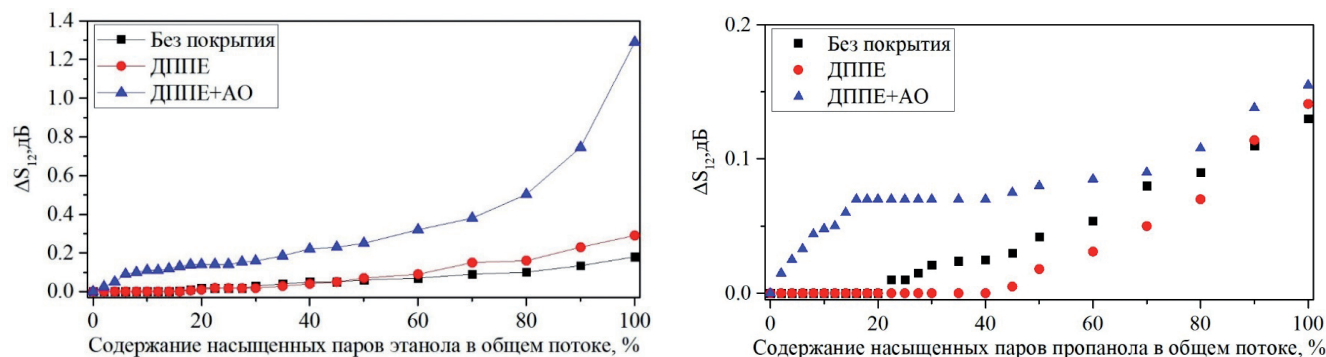 1.4
1.2
1.0
0.8
0.6
0.4
0.2
0.0
ΔS₁₂,дБ
Без покрытия
ДППЕ
ДППЕ+АО
0 20 40 60 80 100
Содержание насыщенных паров этанола в общем потоке, %
0.2
0.1
0.0
ΔS₁₂,дБ
Без покрытия
ДППЕ
ДППЕ+АО
0 20 40 60 80 100
Содержание насыщенных паров пропанола в общем потоке, %